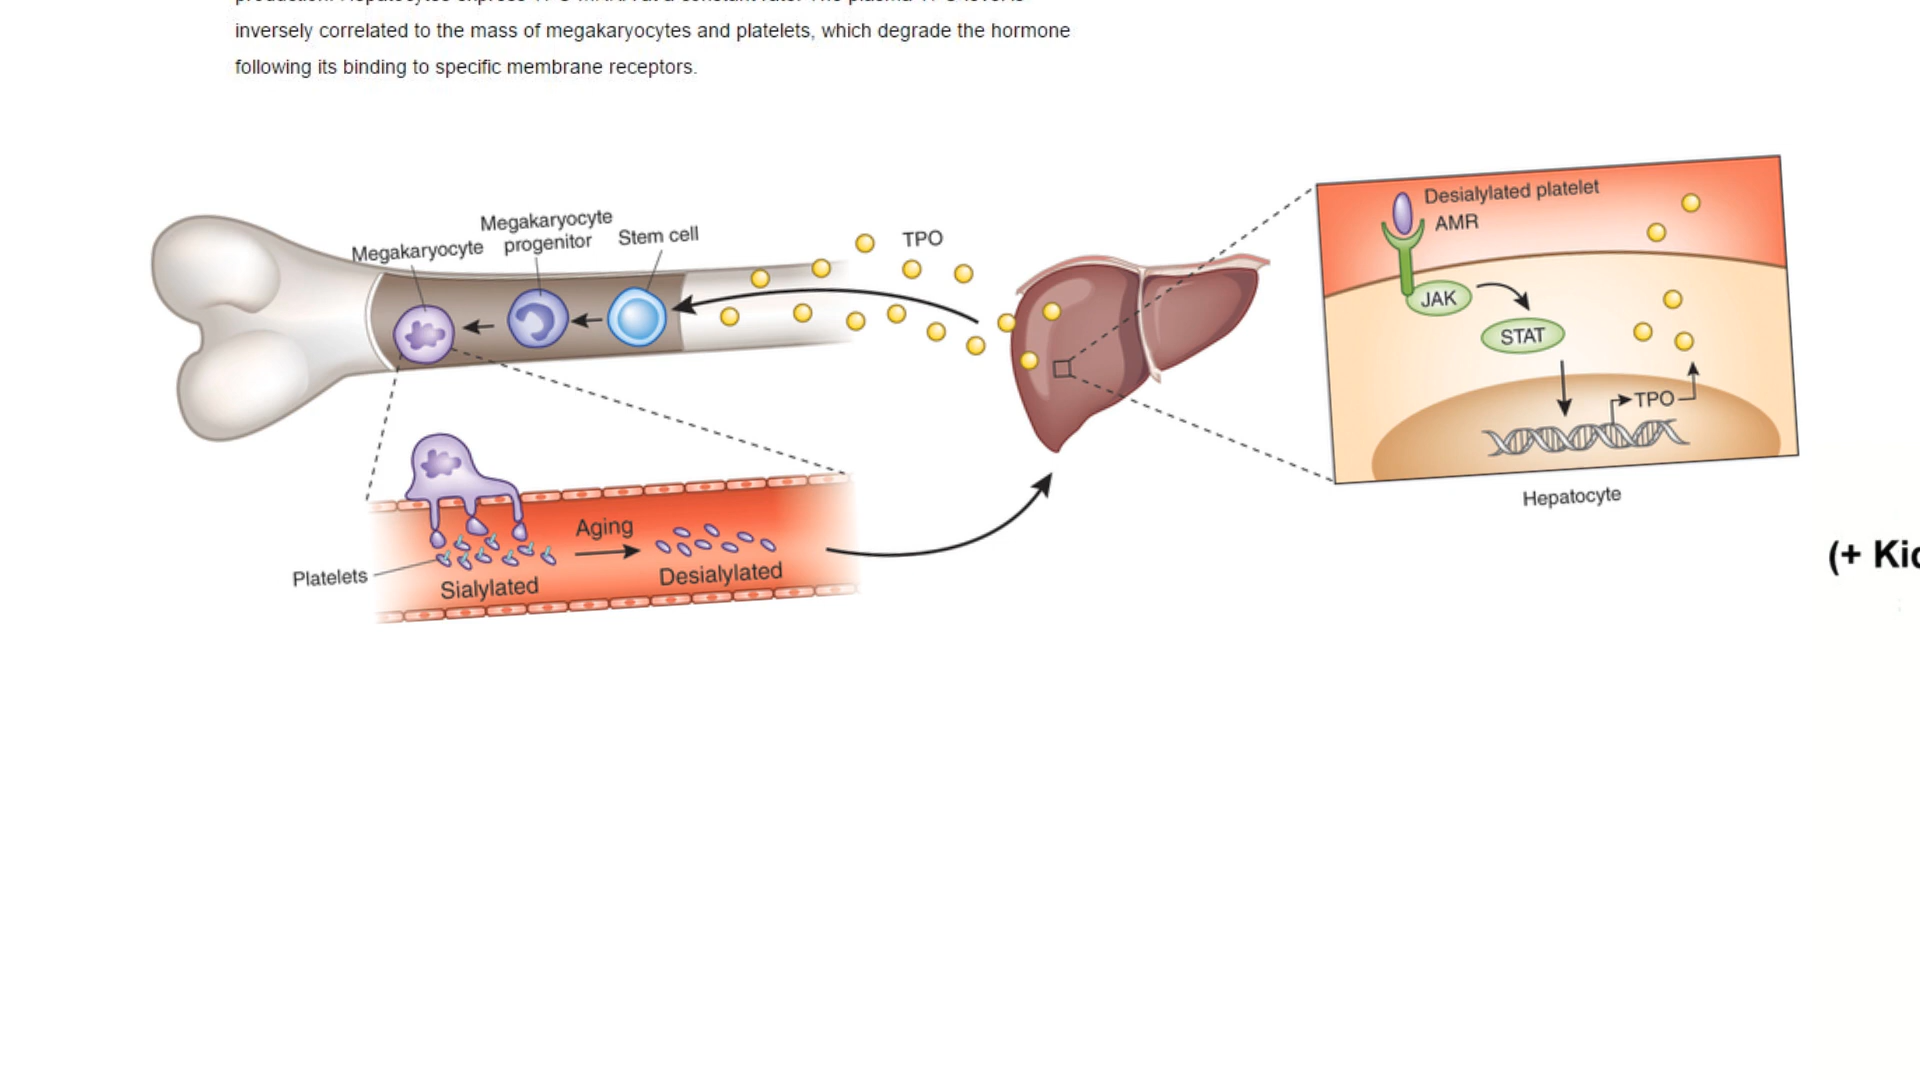 inversely correlated to the mass of megakaryocytes and platelets, which degrade the hormone
following its binding to specific membrane receptors.
Megakaryocyte
Megakaryocyte
progenitor
Stem cell
TPO
Desialylated platelet
AMR
JAK
STAT
TPO
Hepatocyte
Platelets
Sialylated
Aging
Desialylated
(+